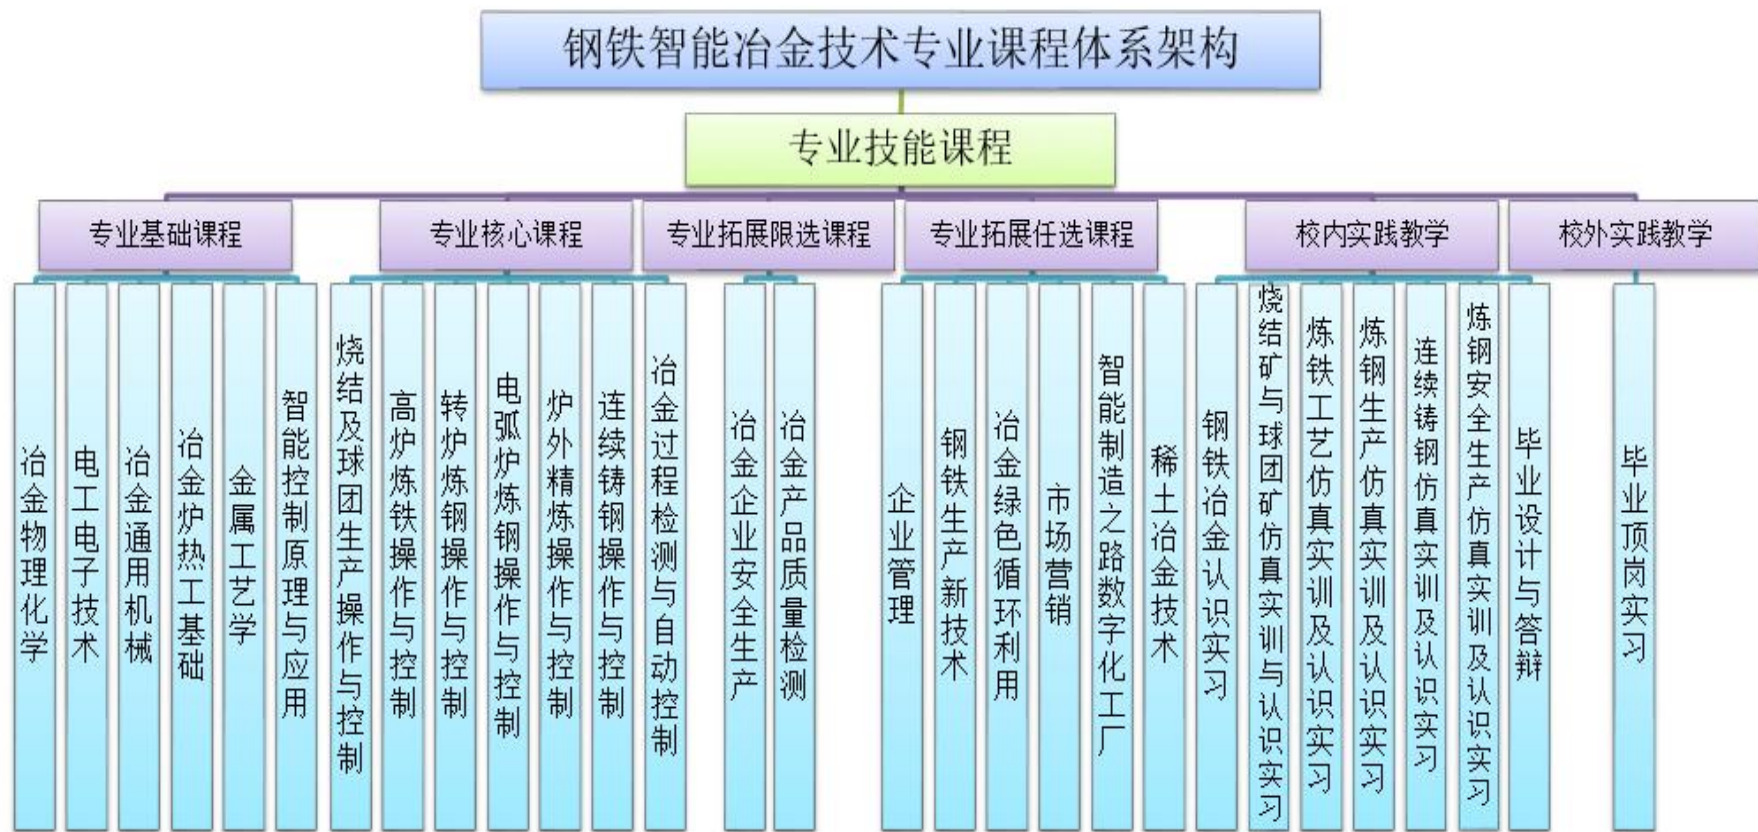 钢铁智能冶金技术专业课程体系架构
专业技能课程
专业基础课程
专业核心课程
专业拓展限选课程
专业拓展任选课程
校内实践教学
校外实践教学
冶金物理化学
电工电子技术
冶金通用机械
冶金炉热工基础
金属工艺学
智能控制原理与应用
烧结及球团生产操作与控制
高炉炼铁操作与控制
转炉炼钢操作与控制
电弧炉炼钢操作与控制
炉外精炼操作与控制
连续铸钢操作与控制
冶金过程检测与自动控制
冶金企业安全生产
冶金产品质量检测
企业管理
钢铁生产新技术
冶金绿色循环利用
市场营销
智能制造之路数字化工厂
稀土冶金技术
钢铁冶金认识实习
烧结矿与球团矿仿真实训与认识实习
炼铁工艺仿真实训及认识实习
炼钢生产仿真实训及认识实习
连续铸钢仿真实训及认识实习
炼钢安全生产仿真实训及认识实习
毕业设计与答辩
毕业顶岗实习